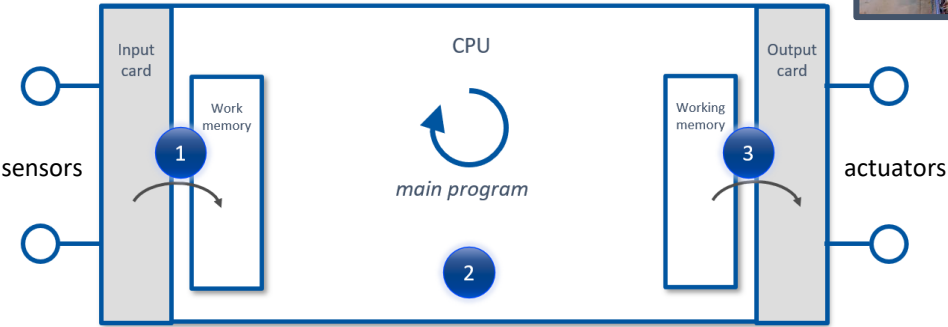 Input
card
CPU
Output
card
Work
memory
Working
memory
1
3
sensors
actuators
main program
2